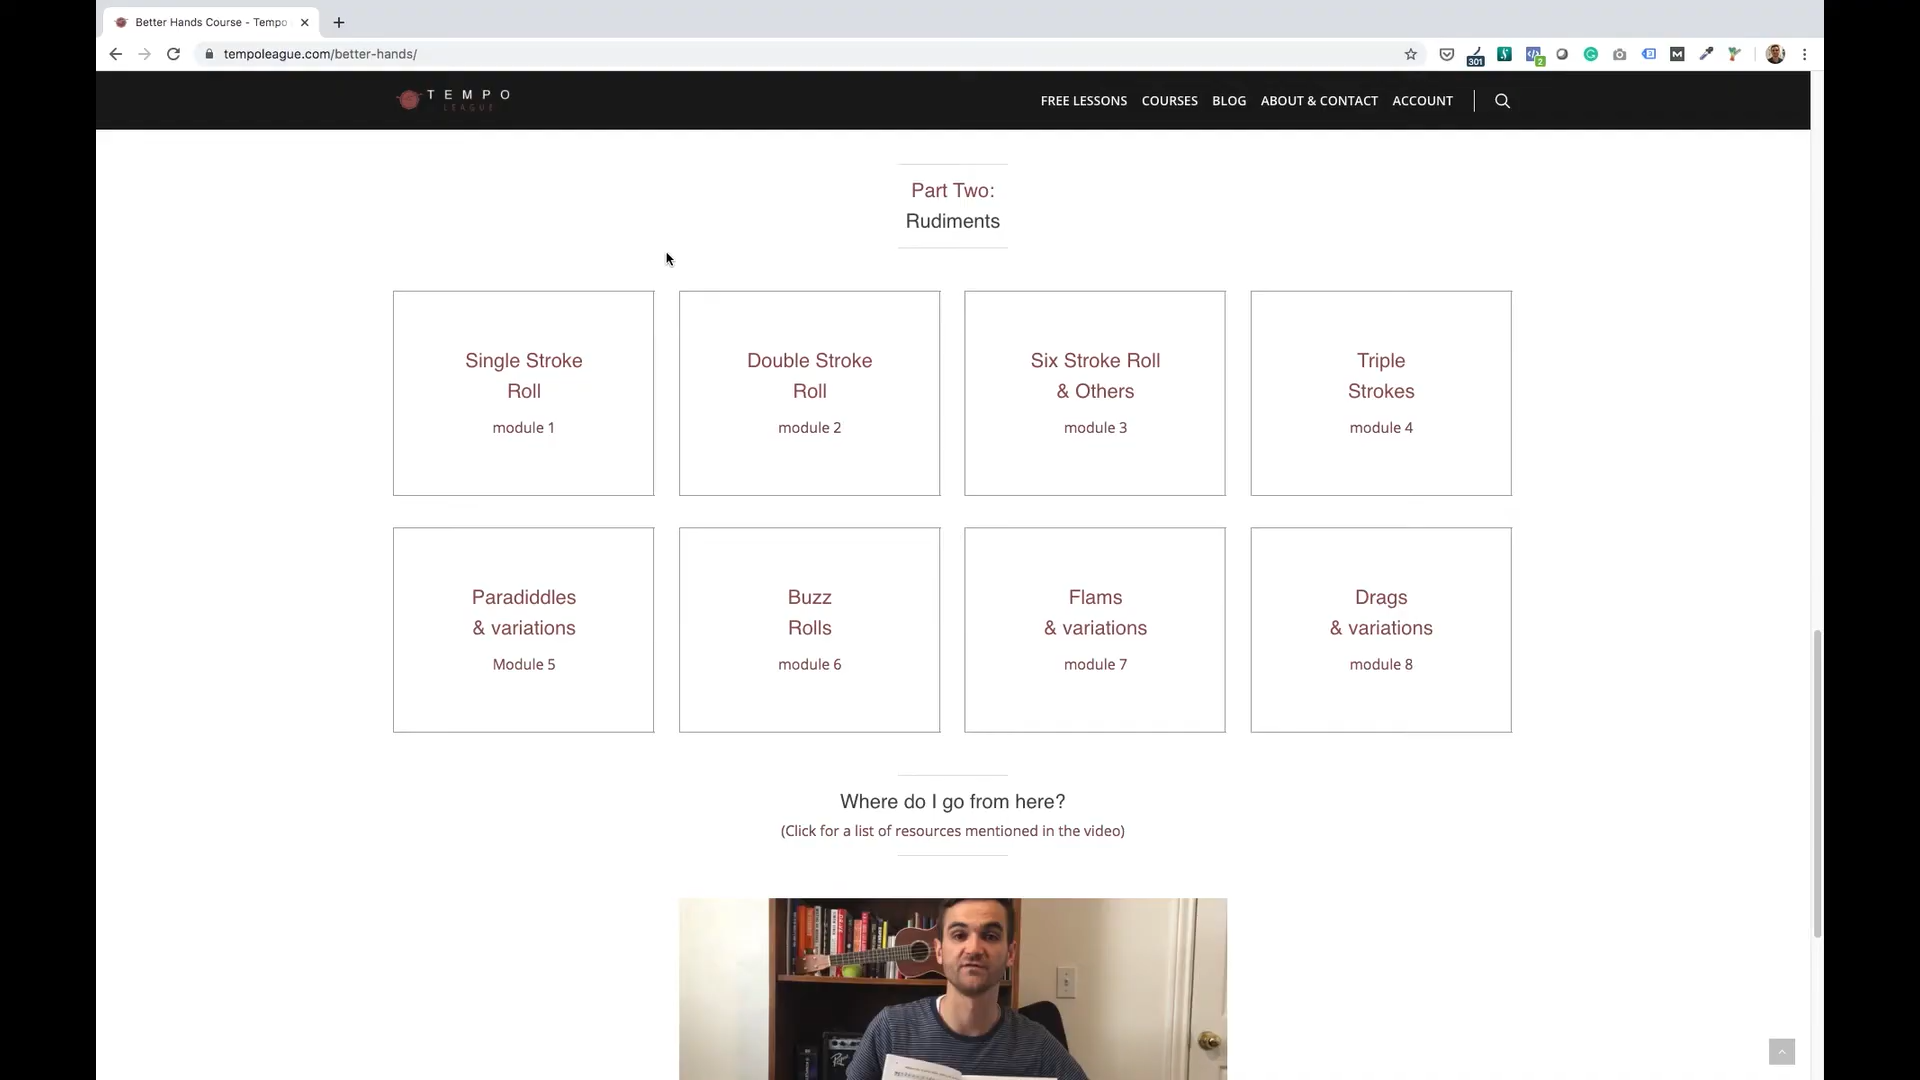 Better Hands Course - Tempo
tempoleague.com/better-hands/
301
2
TEMPO
LEAGUE
FREE LESSONS
COURSES
BLOG
ABOUT & CONTACT
ACCOUNT
Part Two:
Rudiments
Single Stroke
Roll
module 1
Double Stroke
Roll
module 2
Six Stroke Roll
& Others
module 3
Triple
Strokes
module 4
Paradiddles
& variations
Module 5
Buzz
Rolls
module 6
Flams
& variations
module 7
Drags
& variations
module 8
Where do I go from here?
(Click for a list of resources mentioned in the video)